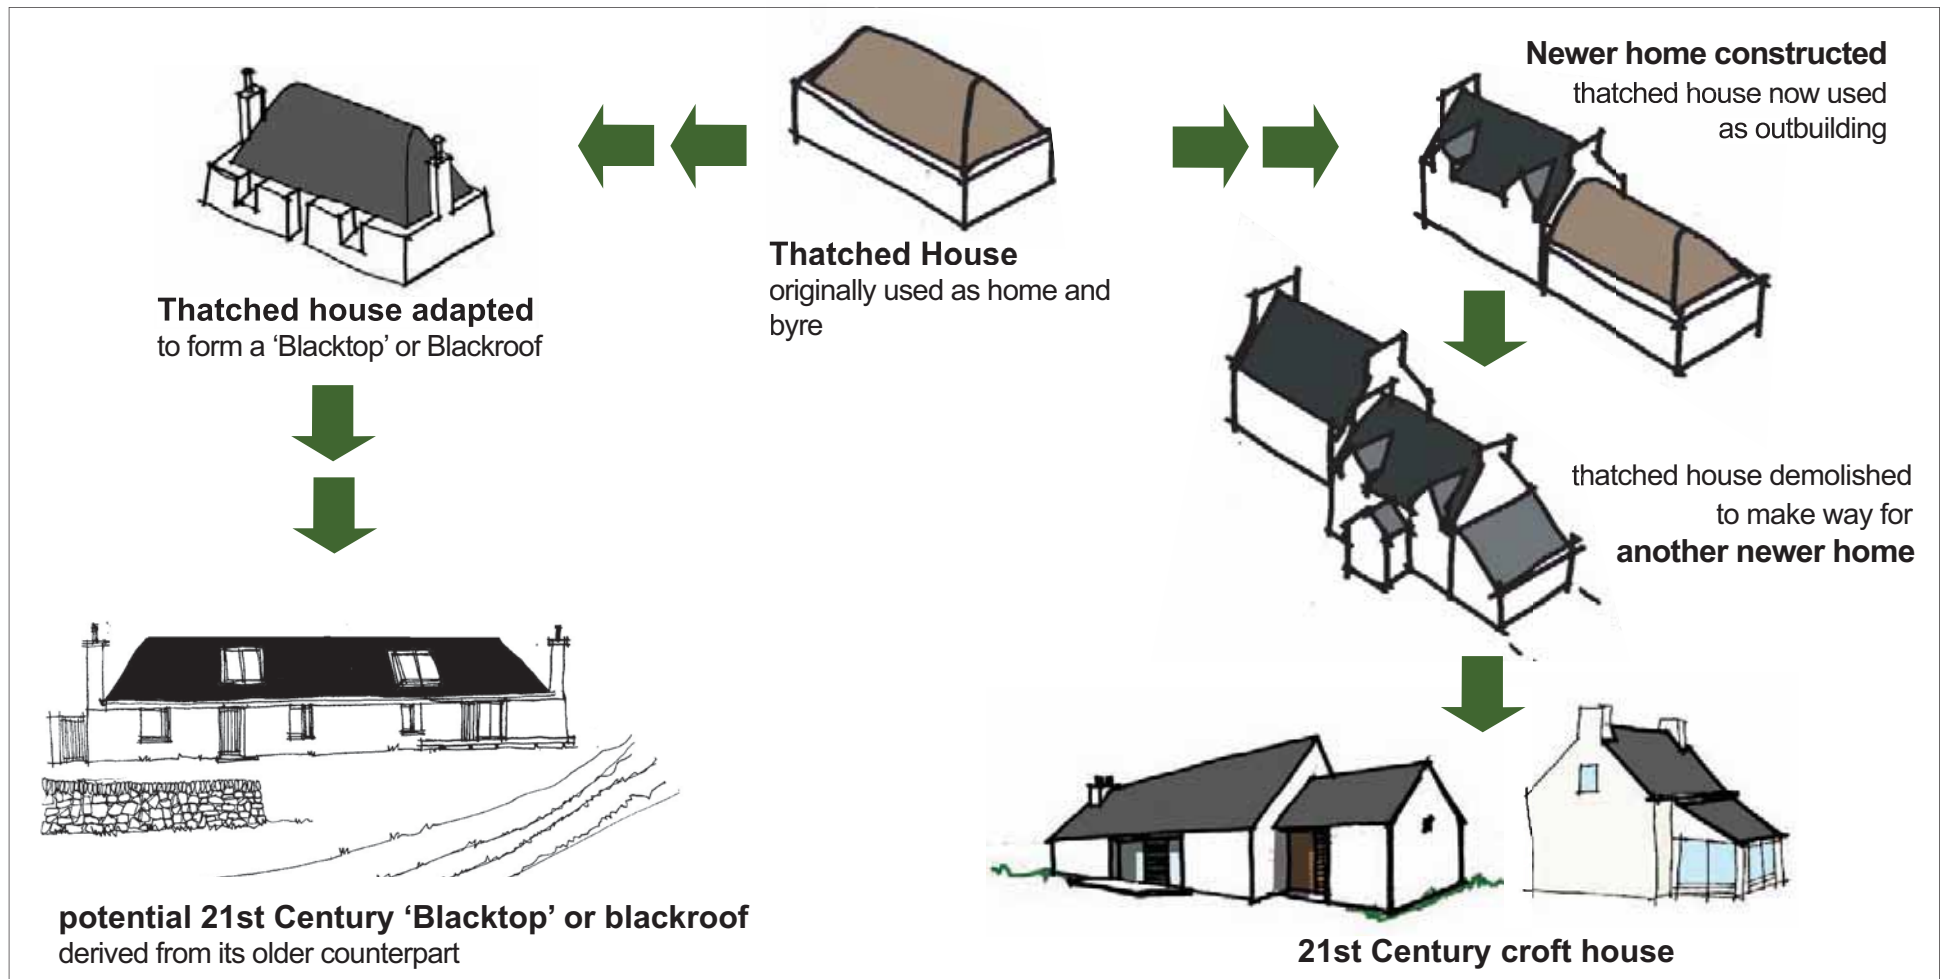 Thatched House
originally used as home and
byre
Thatched house adapted
to form a ‘Blacktop’ or Blackroof
potential 21st Century ‘Blacktop’ or blackroof
derived from its older counterpart
Newer home constructed
thatched house now used
as outbuilding
thatched house demolished
to make way for
another newer home
21st Century croft house